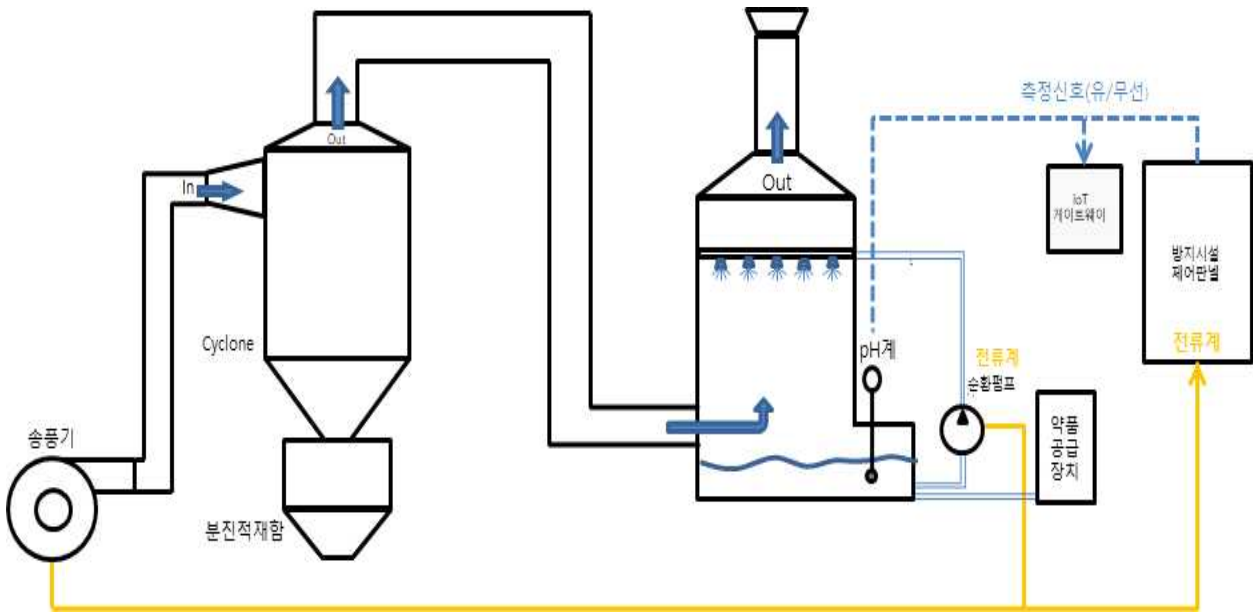 측정신호(유/무선)
Out
In
Out
ioT
게이트웨이
방지시설
제어판넬
Cyclone
pH계
전류계
전류계
순환펌프
송풍기
약품
공급
장치
분진적재함